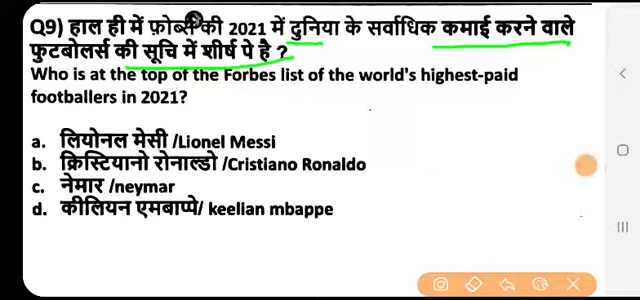 Q9) हाल ही में फ़ोर्ब्स की 2021 में दुनिया के सर्वाधिक कमाई करने वाले
फुटबोलर्स की सूचि में शीर्ष पे है ?
Who is at the top of the Forbes list of the world's highest-paid
footballers in 2021?
a. लियोनल मेसी /Lionel Messi
b. क्रिस्टियानो रोनाल्डो /Cristiano Ronaldo
c. नेमार /neymar
d. कीलियन एमबाप्पे/ keelian mbappe